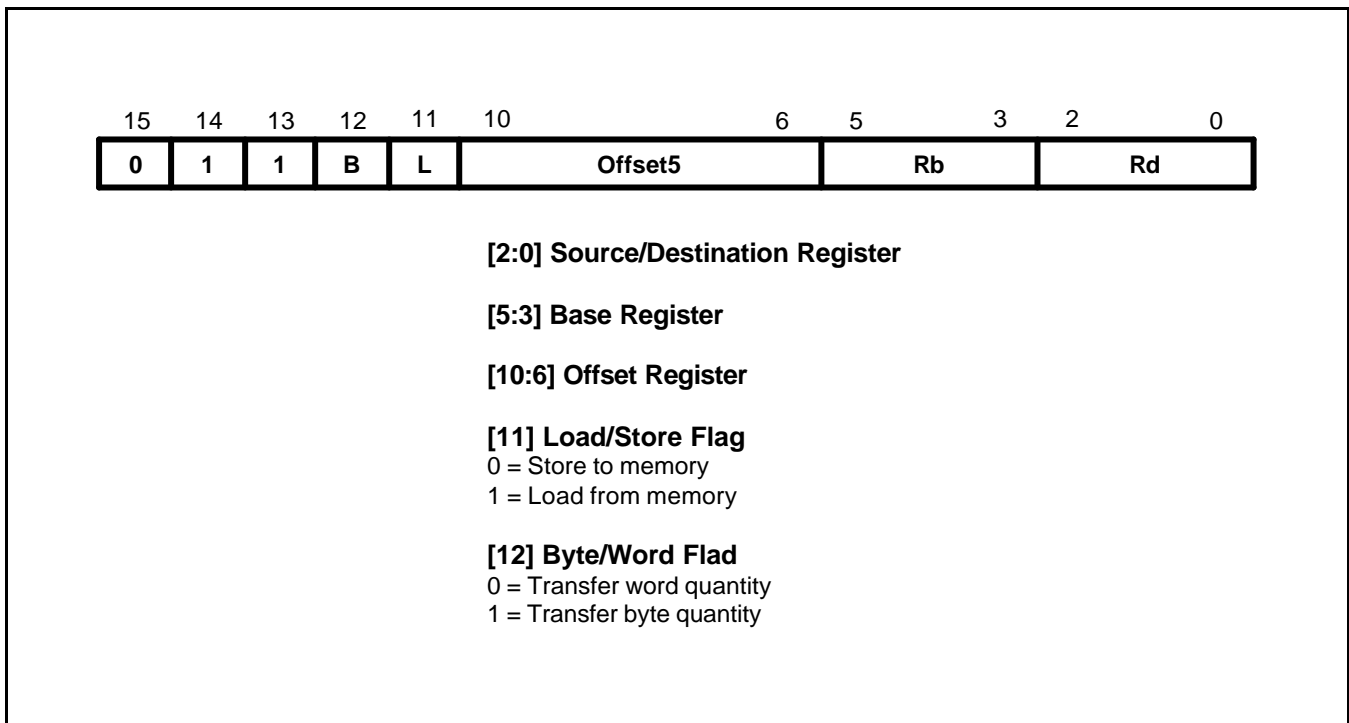 15 14 13 12 11 10 6 5 3 2 0
0 1 1 B L Offset5 Rb Rd
[2:0] Source/Destination Register
[5:3] Base Register
[10:6] Offset Register
[11] Load/Store Flag
0 = Store to memory
1 = Load from memory
[12] Byte/Word Flad
0 = Transfer word quantity
1 = Transfer byte quantity